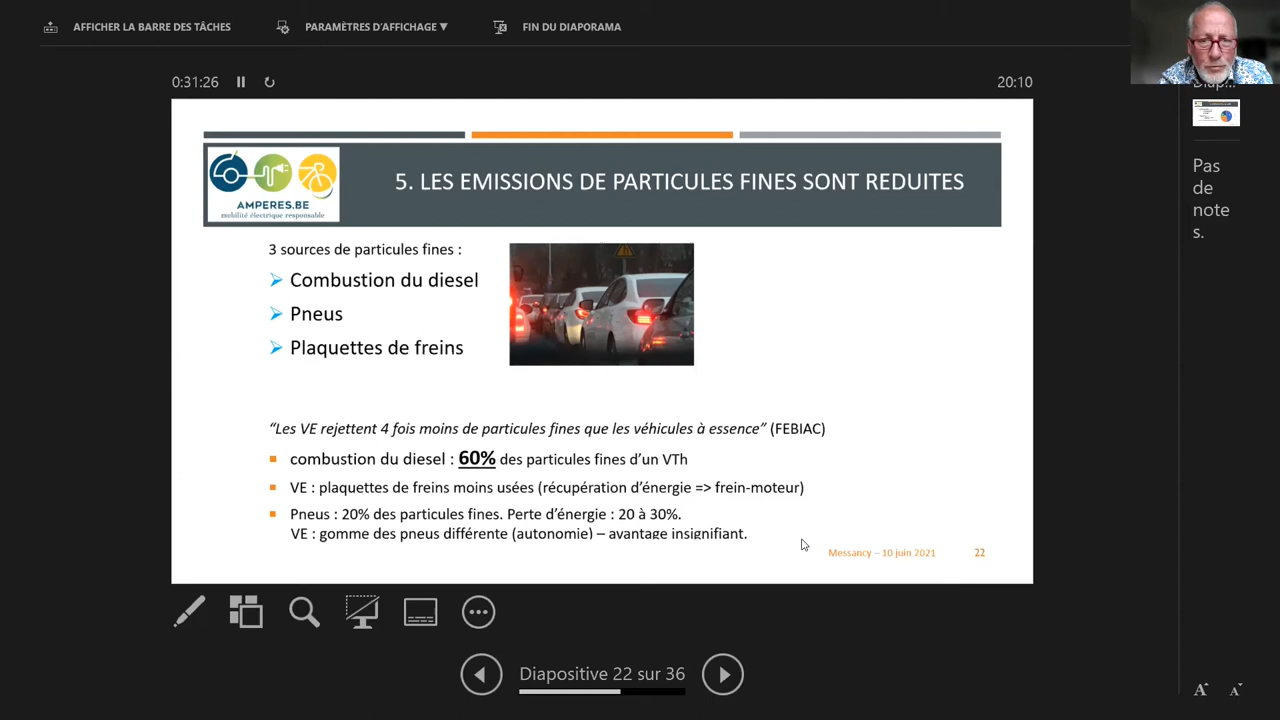 AFFICHER LA BARRE DES TÂCHES
PARAMÈTRES D'AFFICHAGE ▼
FIN DU DIAPORAMA
0:31:26
20:10
AMPERES.BE
mobilité électrique responsable
5. LES EMISSIONS DE PARTICULES FINES SONT REDUITES
3 sources de particules fines :
Combustion du diesel
Pneus
Plaquettes de freins
“Les VE rejettent 4 fois moins de particules fines que les véhicules à essence” (FEBIAC)
combustion du diesel : 60% des particules fines d’un VTh
VE : plaquettes de freins moins usées (récupération d’énergie => frein-moteur)
Pneus : 20% des particules fines. Perte d’énergie : 20 à 30%.
VE : gomme des pneus différente (autonomie) – avantage insignifiant.
Messancy – 10 juin 2021
22
Diapositive 22 sur 36
Diap...
Pas
de
note
s.
A
A